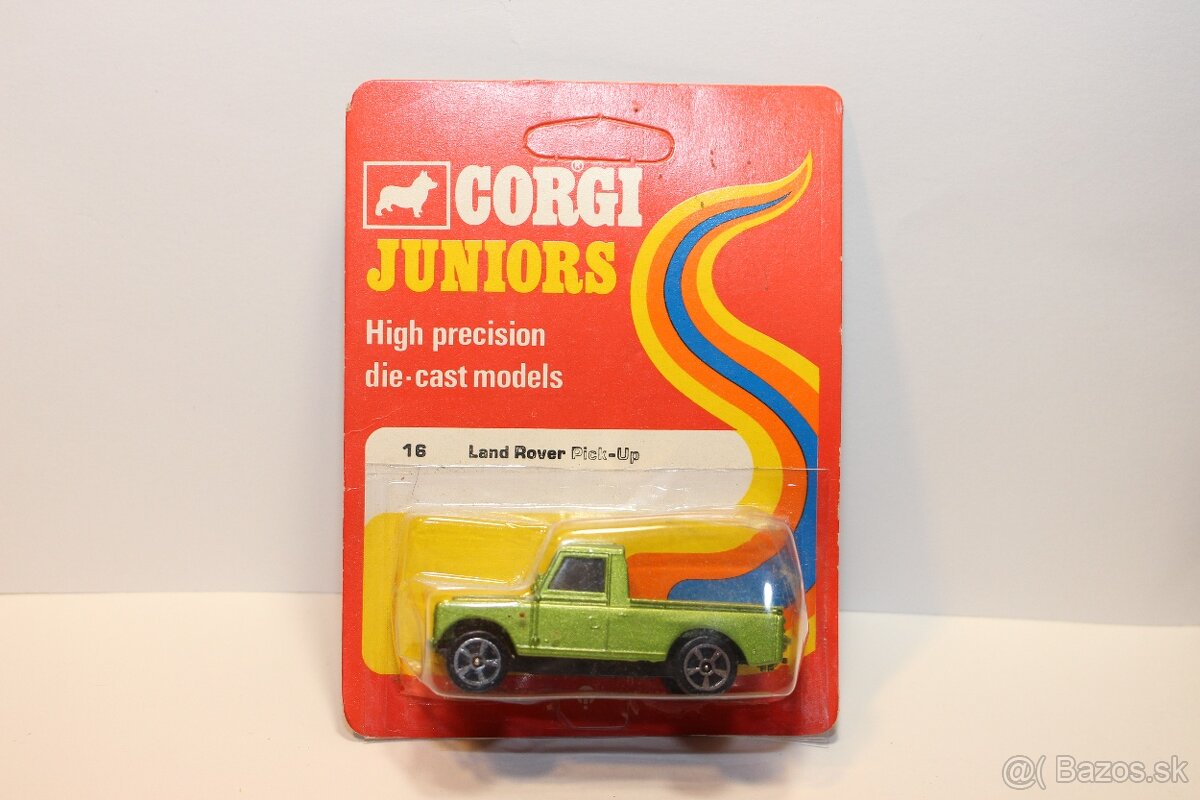 CORGI®
JUNIORS
High precision
die-cast models
16 Land Rover Pick-Up
@( Bazos.sk